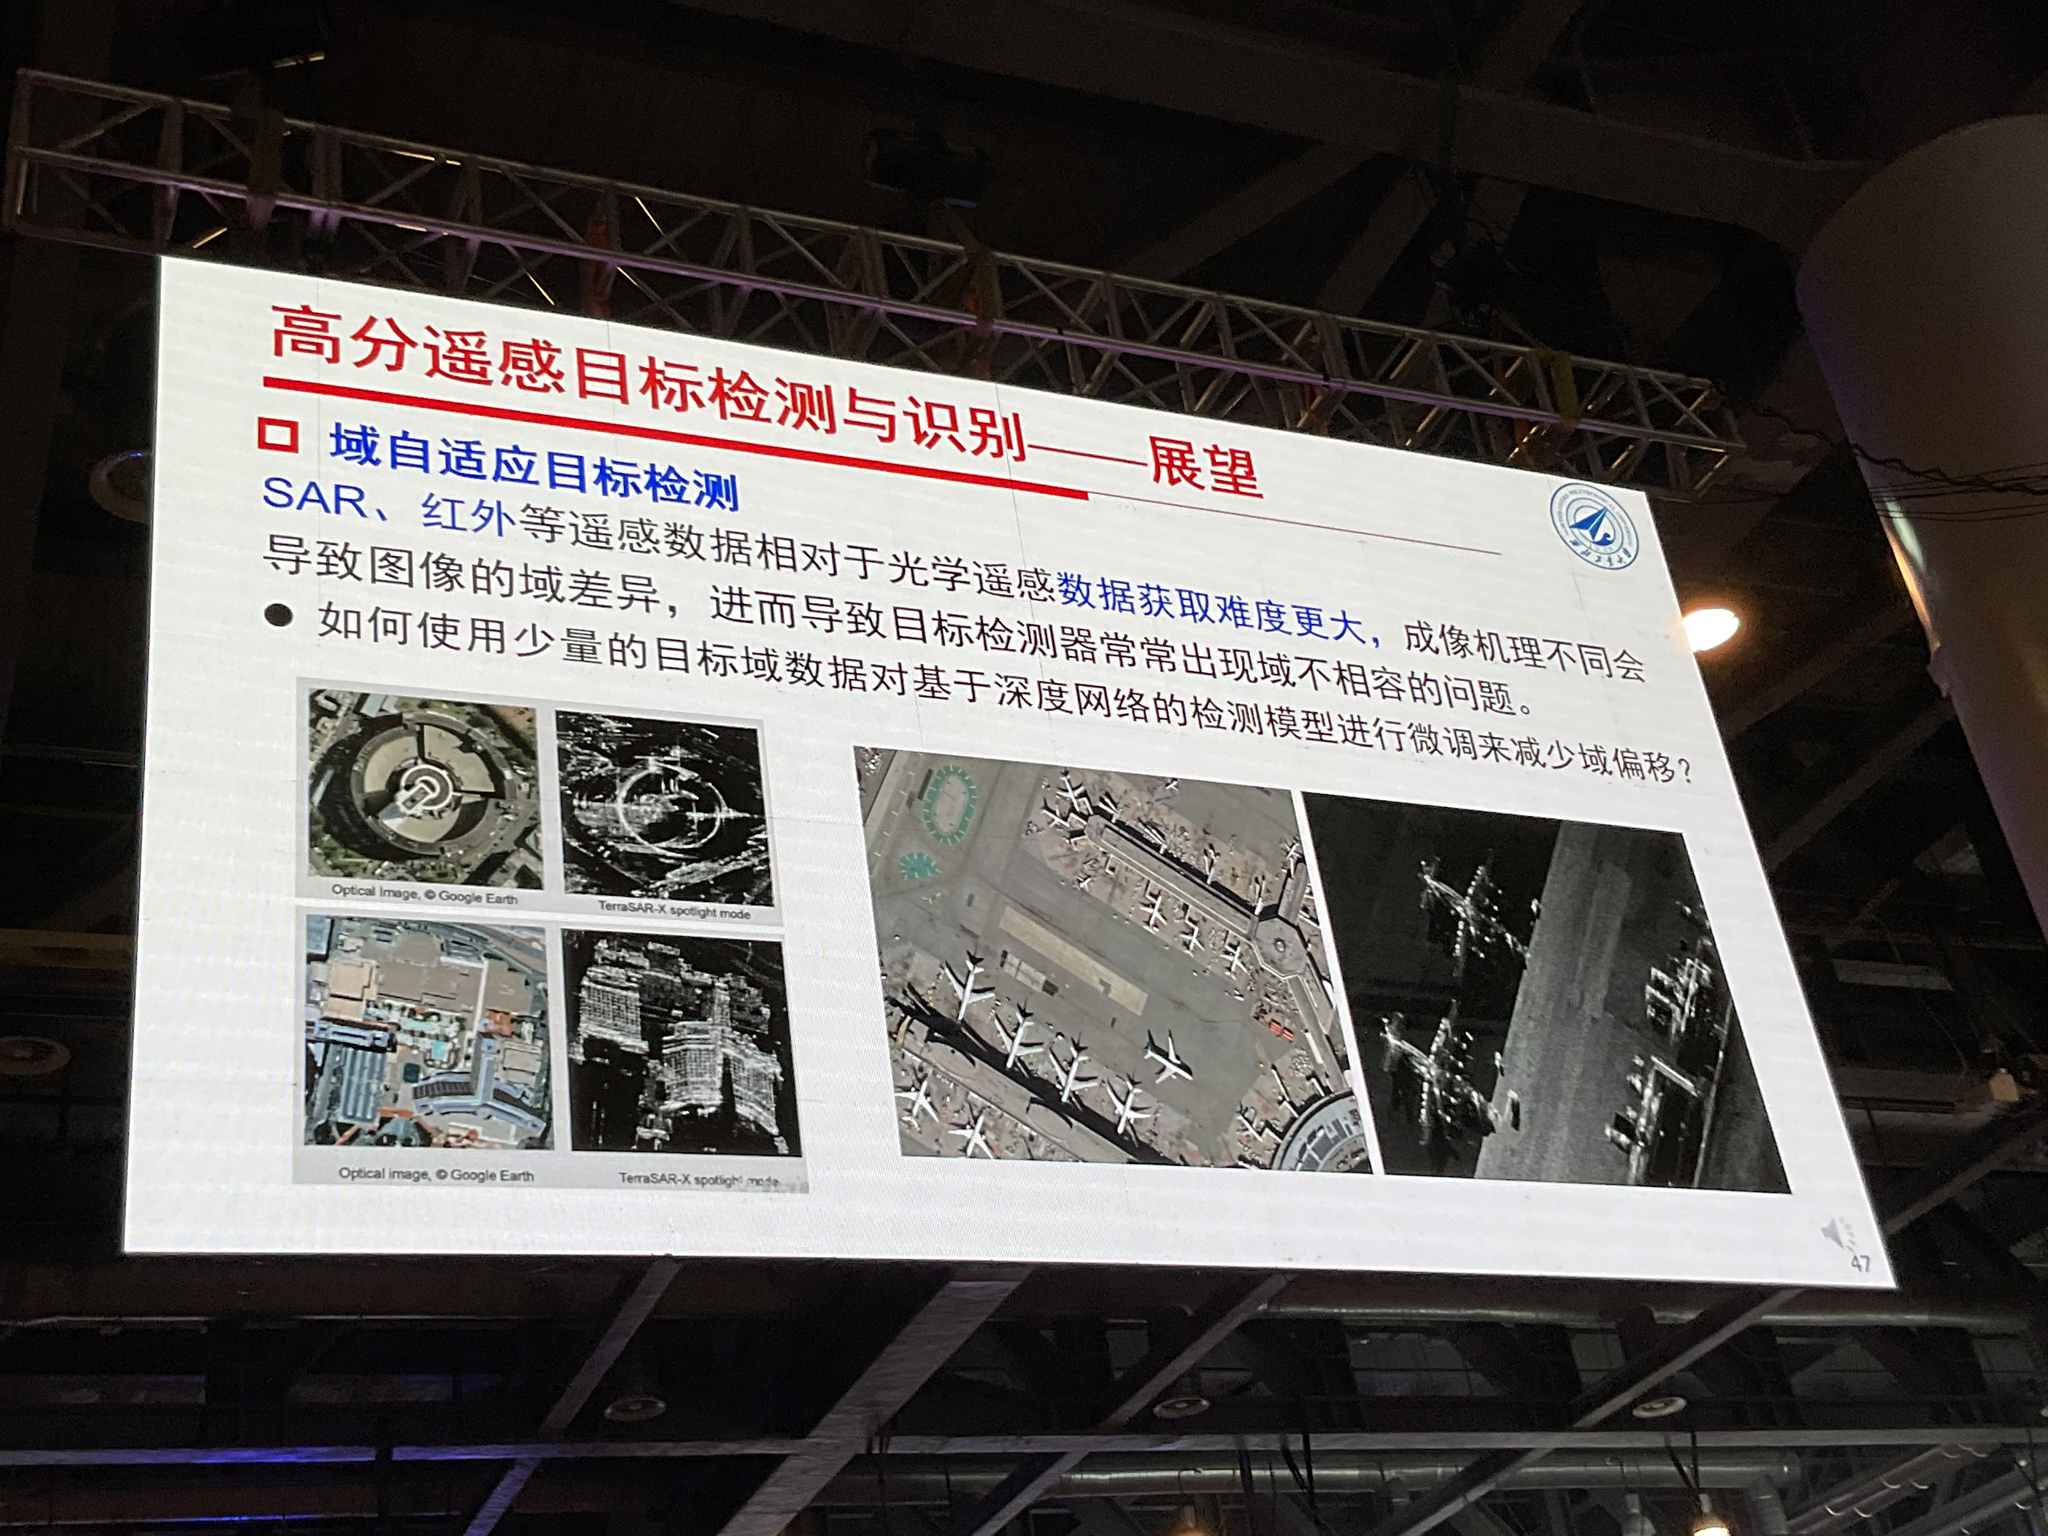 高分遥感目标检测与识别——展望
域自适应目标检测
SAR、红外等遥感数据相对于光学遥感数据获取难度更大，成像机理不同会
导致图像的域差异，进而导致目标检测器常常出现域不相容的问题。
● 如何使用少量的目标域数据对基于深度网络的检测模型进行微调来减少域偏移？
Optical Image, © Google Earth
TerraSAR-X spotlight mode
Optical image, © Google Earth
TerraSAR-X spotlight mode
47